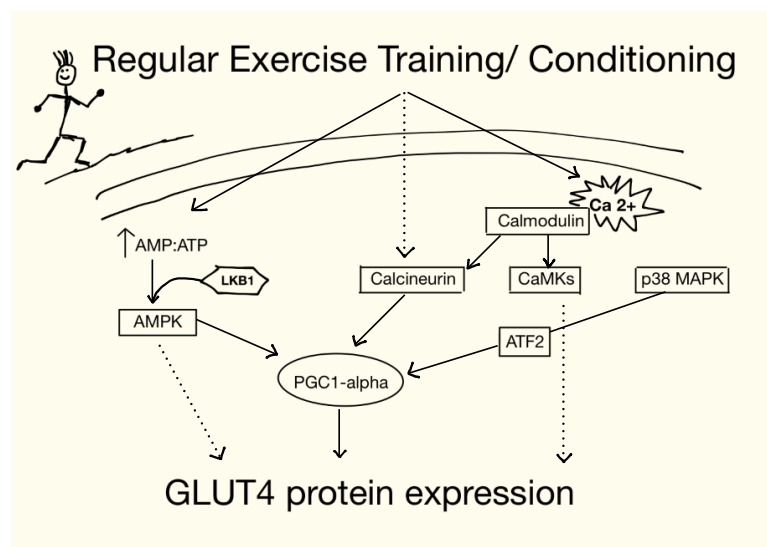 Regular Exercise Training/ Conditioning
Ca 2+
Calmodulin
AMP:ATP
LKB1
Calcineurin
CaMKs
p38 MAPK
AMPK
ATF2
PGC1-alpha
GLUT4 protein expression